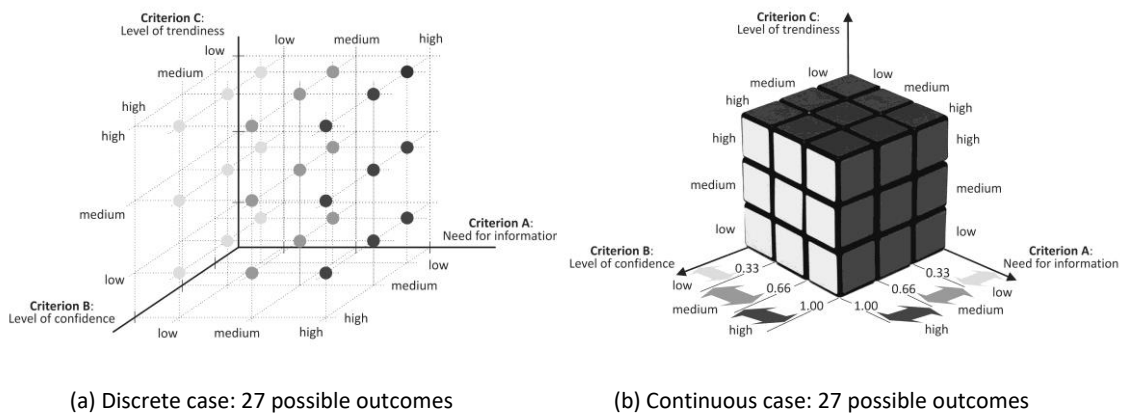 Criterion C:
Level of trendiness
low
low
medium
high
medium
high
high
medium
low
Criterion A:
Need for information
low
medium
Criterion B:
Level of confidence
low
medium
high
high
(a) Discrete case: 27 possible outcomes
Criterion C:
Level of trendiness
low
low
medium
medium
high
high
high
high
medium
medium
low
low
Criterion B:
Level of confidence
Criterion A:
Need for information
0.33
0.33
low
low
0.66
0.66
medium
medium
1.00
1.00
high
high
(b) Continuous case: 27 possible outcomes